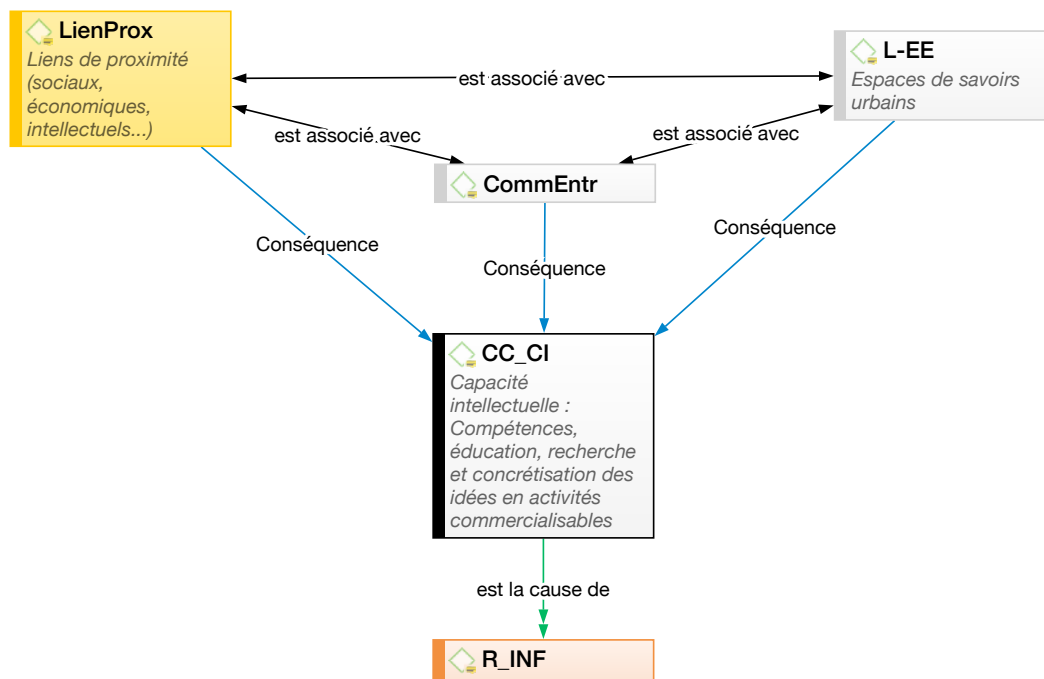 LienProx
Liens de proximité
(sociaux,
économiques,
intellectuels...)
L-EE
Espaces de savoirs
urbains
est associé avec
est associé avec
est associé avec
CommEntr
Conséquence
Conséquence
Conséquence
CC_CI
Capacité
intellectuelle :
Compétences,
éducation, recherche
et concrétisation des
idées en activités
commercialisables
est la cause de
R_INF